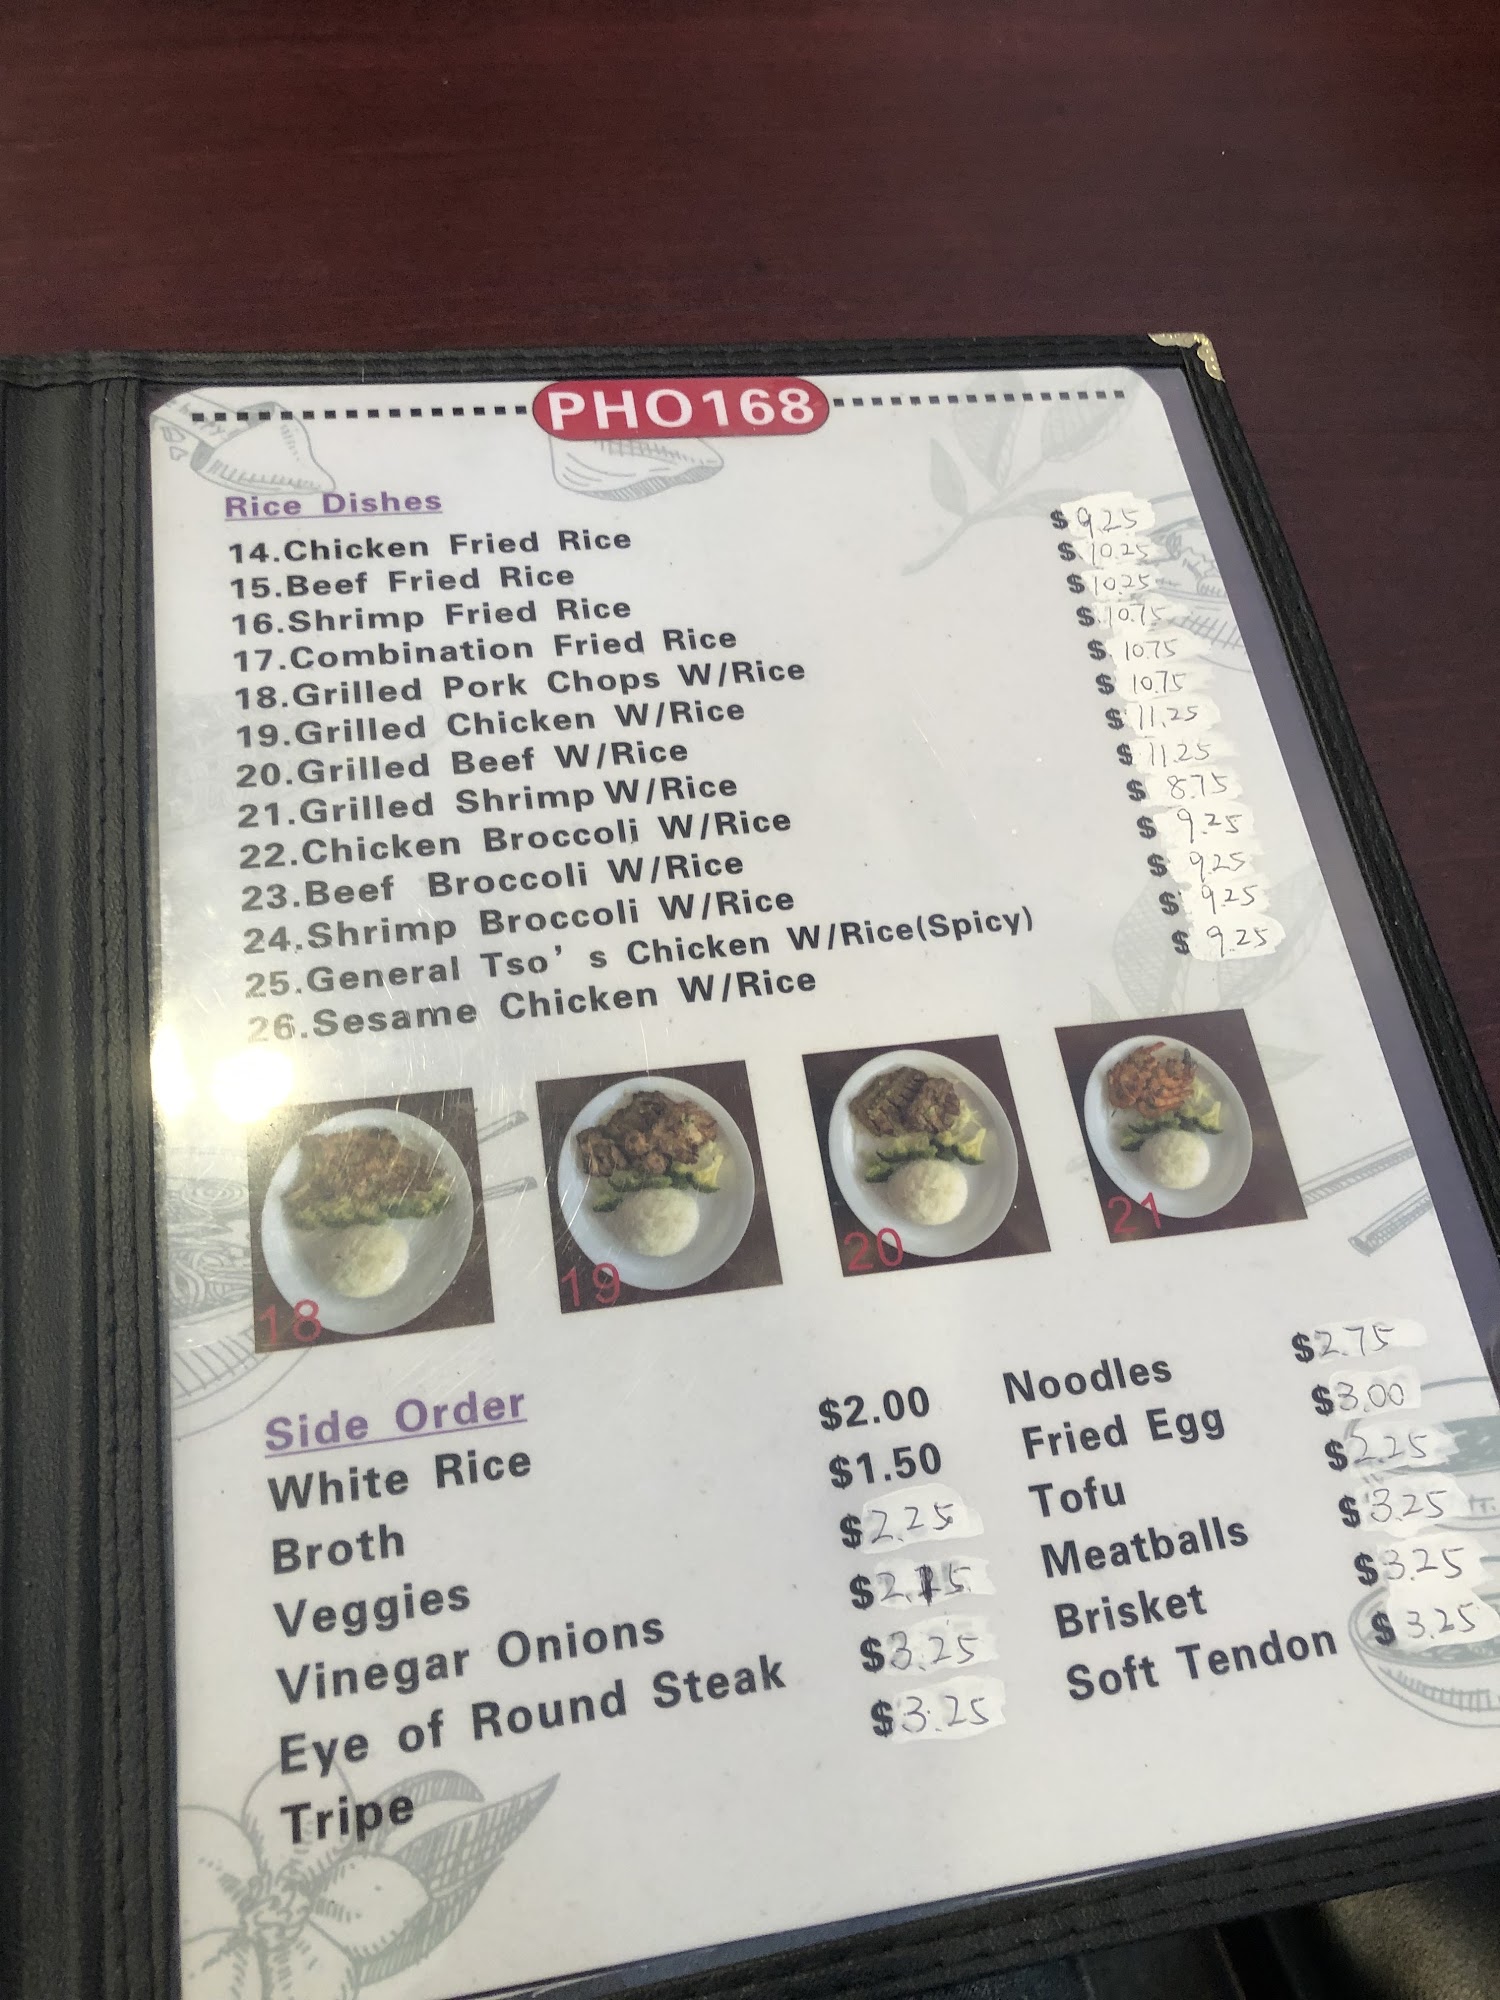 PHO168
Rice Dishes
14.Chicken Fried Rice $9.25
15.Beef Fried Rice $10.25
16.Shrimp Fried Rice $10.25
17.Combination Fried Rice $10.75
18.Grilled Pork Chops W/Rice $10.75
19.Grilled Chicken W/Rice $10.75
20.Grilled Beef W/Rice $11.25
21.Grilled Shrimp W/Rice $11.25
22.Chicken Broccoli W/Rice $8.75
23.Beef Broccoli W/Rice $9.25
24.Shrimp Broccoli W/Rice $9.25
25.General Tso's Chicken W/Rice(Spicy) $9.25
26.Sesame Chicken W/Rice $9.25
18 19 20 21
Side Order
White Rice $2.00
Broth $1.50
Veggies $2.25
Vinegar Onions
Eye of Round Steak $3.25
Tripe $3.25
Noodles $2.75
Fried Egg $3.00
Tofu $2.25
Meatballs $3.25
Brisket $3.25
Soft Tendon $3.25